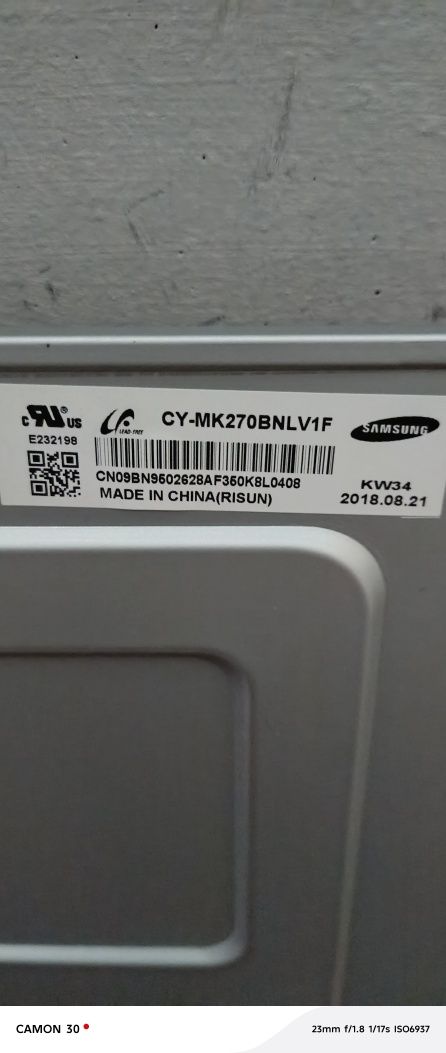 c RU® US
LEAD-FREE
CY-MK270BNLV1F
SAMSUNG
E232198
CN09BN9502628AF350K8L0408
MADE IN CHINA(RISUN)
KW34
2018.08.21
CAMON 30
23mm f/1.8 1/17s ISO6937